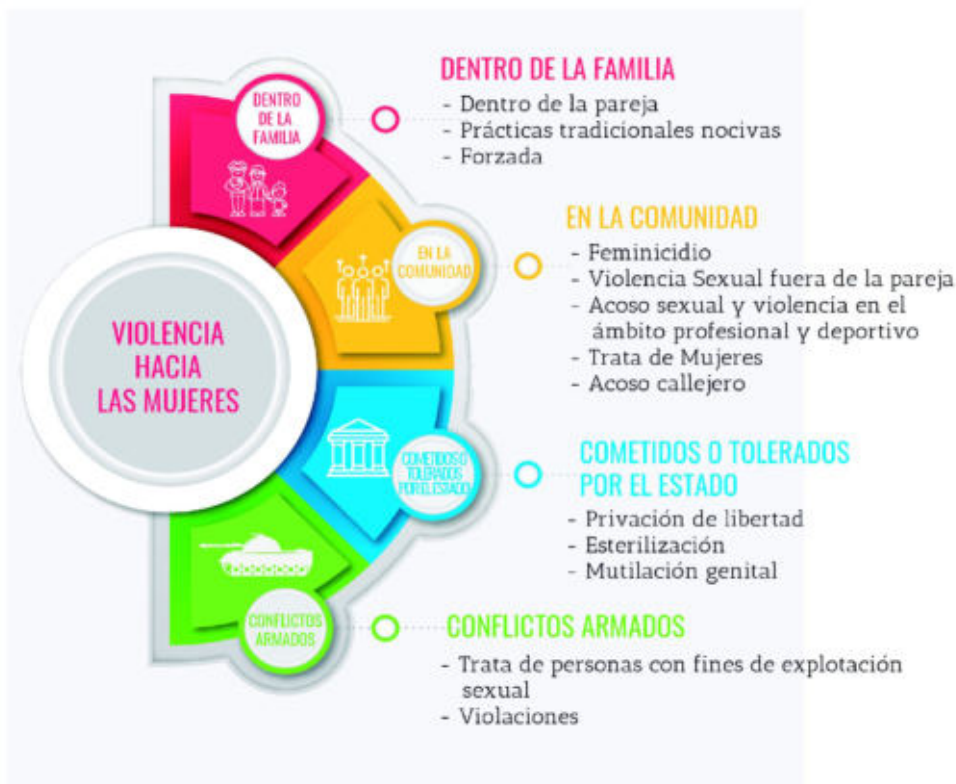 VIOLENCIA
HACIA
LAS MUJERES
DENTRO
DE LA
FAMILIA
DENTRO DE LA FAMILIA
- Dentro de la pareja
- Prácticas tradicionales nocivas
- Forzada
EN LA
COMUNIDAD
EN LA COMUNIDAD
- Feminicidio
- Violencia Sexual fuera de la pareja
- Acoso sexual y violencia en el
ámbito profesional y deportivo
- Trata de Mujeres
- Acoso callejero
COMETIDOS O
TOLERADOS
POR EL ESTADO
COMETIDOS O TOLERADOS
POR EL ESTADO
- Privación de libertad
- Esterilización
- Mutilación genital
CONFLICTOS
ARMADOS
CONFLICTOS ARMADOS
- Trata de personas con fines de explotación
sexual
- Violaciones